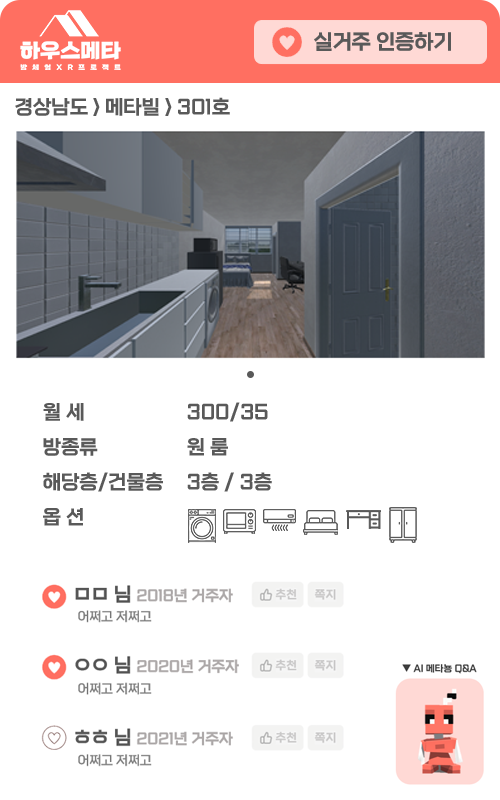 하우스메타
방세웜XR프로젝트
실거주 인증하기
경상남도 > 메타빌 > 301호
월 세 300/35
방종류 원 룸
해당층/건물층 3층 / 3층
옵 션
ㅁㅁ 님 2018년 거주자 추천 쪽지
어쩌고 저쩌고
ㅇㅇ 님 2020년 거주자 추천 쪽지
어쩌고 저쩌고
ㅎㅎ 님 2021년 거주자 추천 쪽지
어쩌고 저쩌고
▼ AI 메타뇽 Q&A